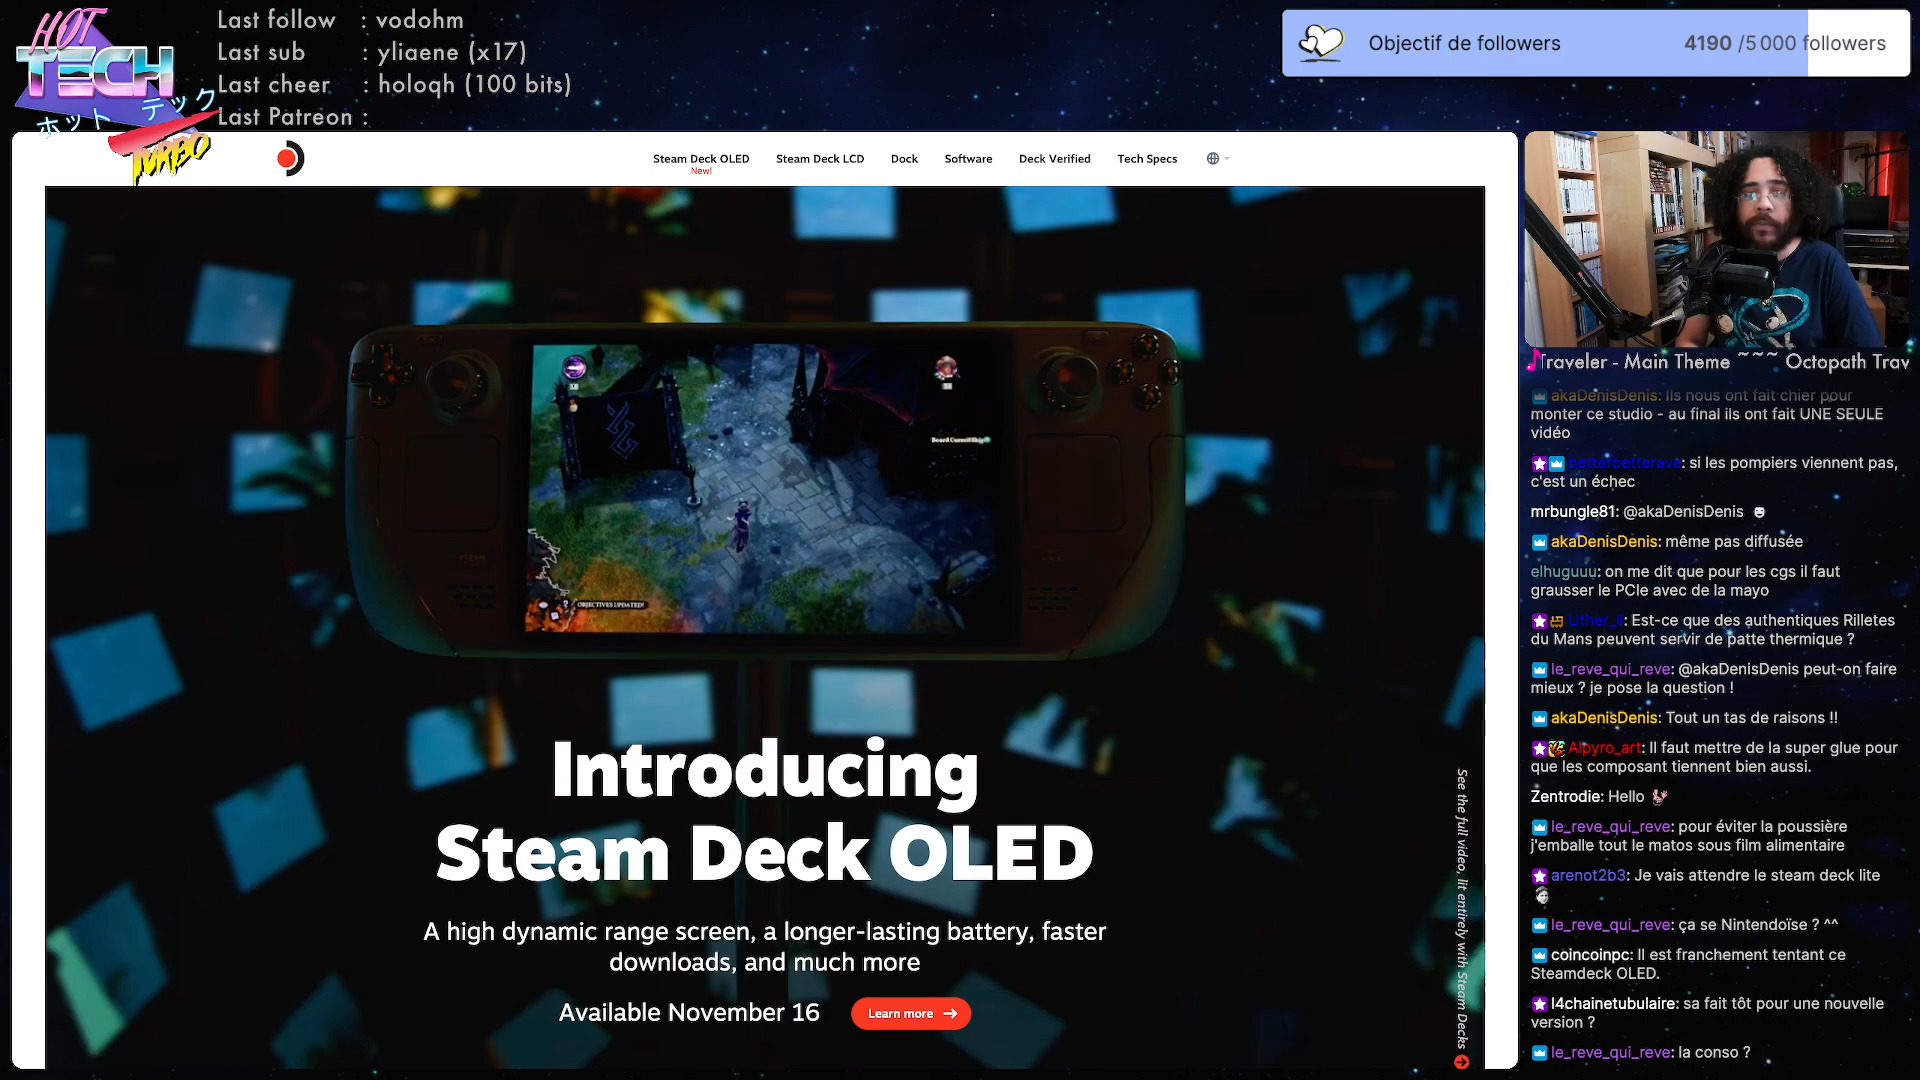 HOT
TECH
ホット テック
TURBO
Last follow : vodohm
Last sub : yliaene (x17)
Last cheer : holoqh (100 bits)
Last Patreon :
Objectif de followers 4190 /5 000 followers
Steam Deck OLED Steam Deck LCD Dock Software Deck Verified Tech Specs
New!
OBJECTIVES UPDATED!
STEAM
Introducing
Steam Deck OLED
A high dynamic range screen, a longer-lasting battery, faster
downloads, and much more
Available November 16 Learn more
See the full video, lit entirely with Steam Decks
Traveler - Main Theme ~~~ Octopath Trav
akaDenisDenis: Ils nous ont fait chier pour
monter ce studio - au final ils ont fait UNE SEULE
vidéo
betterbetterave: si les pompiers viennent pas,
c'est un échec
mrbungle81: @akaDenisDenis
akaDenisDenis: même pas diffusée
elhuguuu: on me dit que pour les cgs il faut
grausser le PCIe avec de la mayo
Uther_II: Est-ce que des authentiques Rilletes
du Mans peuvent servir de patte thermique ?
le_reve_qui_reve: @akaDenisDenis peut-on faire
mieux ? je pose la question !
akaDenisDenis: Tout un tas de raisons !!
Alpyro_art: Il faut mettre de la super glue pour
que les composant tiennent bien aussi.
Zentrodie: Hello
le_reve_qui_reve: pour éviter la poussière
j'emballe tout le matos sous film alimentaire
arenot2b3: Je vais attendre le steam deck lite
le_reve_qui_reve: ça se Nintendoïse ? ^^
coincoinpc: Il est franchement tentant ce
Steamdeck OLED.
l4chainetubulaire: sa fait tôt pour une nouvelle
version ?
le_reve_qui_reve: la conso ?